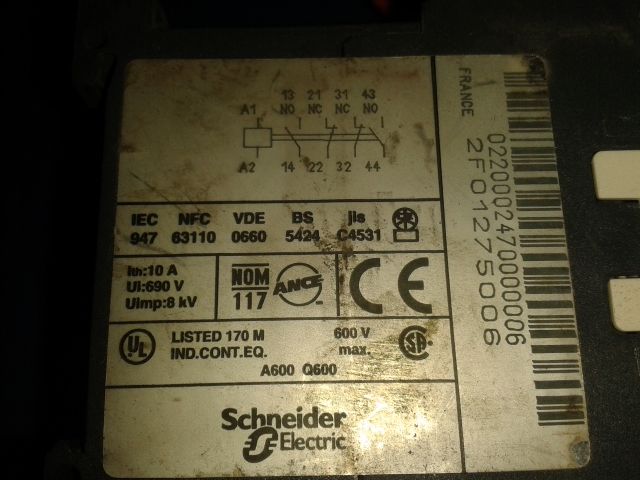 13 21 31 43
A1 NO NC NC NO
A2 14 22 32 44
IEC NFC VDE BS jis
947 63110 0660 5424 C4531
Ith:10 A
Ui:690 V
UImp:8 kV
NOM
117
ANCE
CE
UL
LISTED 170 M 600 V
IND.CONT.EQ. max.
A600 Q600
SA
Schneider
Electric
FRANCE
02200002470000006
2F01275006